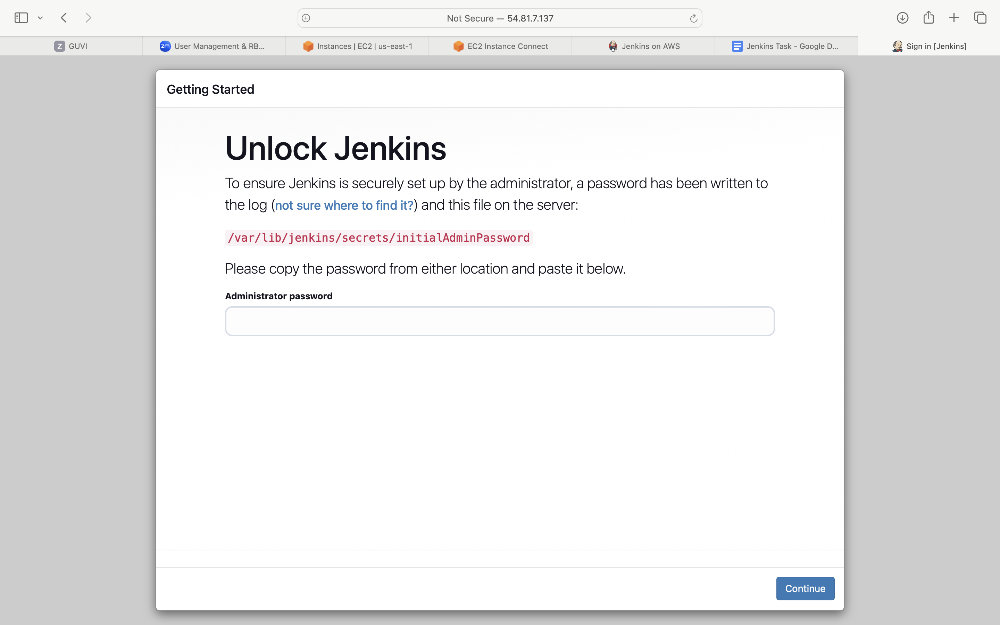 Not Secure — 54.81.7.137
Z GUVI
zm User Management & RB...
Instances | EC2 | us-east-1
EC2 Instance Connect
Jenkins on AWS
Jenkins Task - Google D...
Sign in [Jenkins]
Getting Started
Unlock Jenkins
To ensure Jenkins is securely set up by the administrator, a password has been written to
the log (not sure where to find it?) and this file on the server:
/var/lib/jenkins/secrets/initialAdminPassword
Please copy the password from either location and paste it below.
Administrator password
Continue